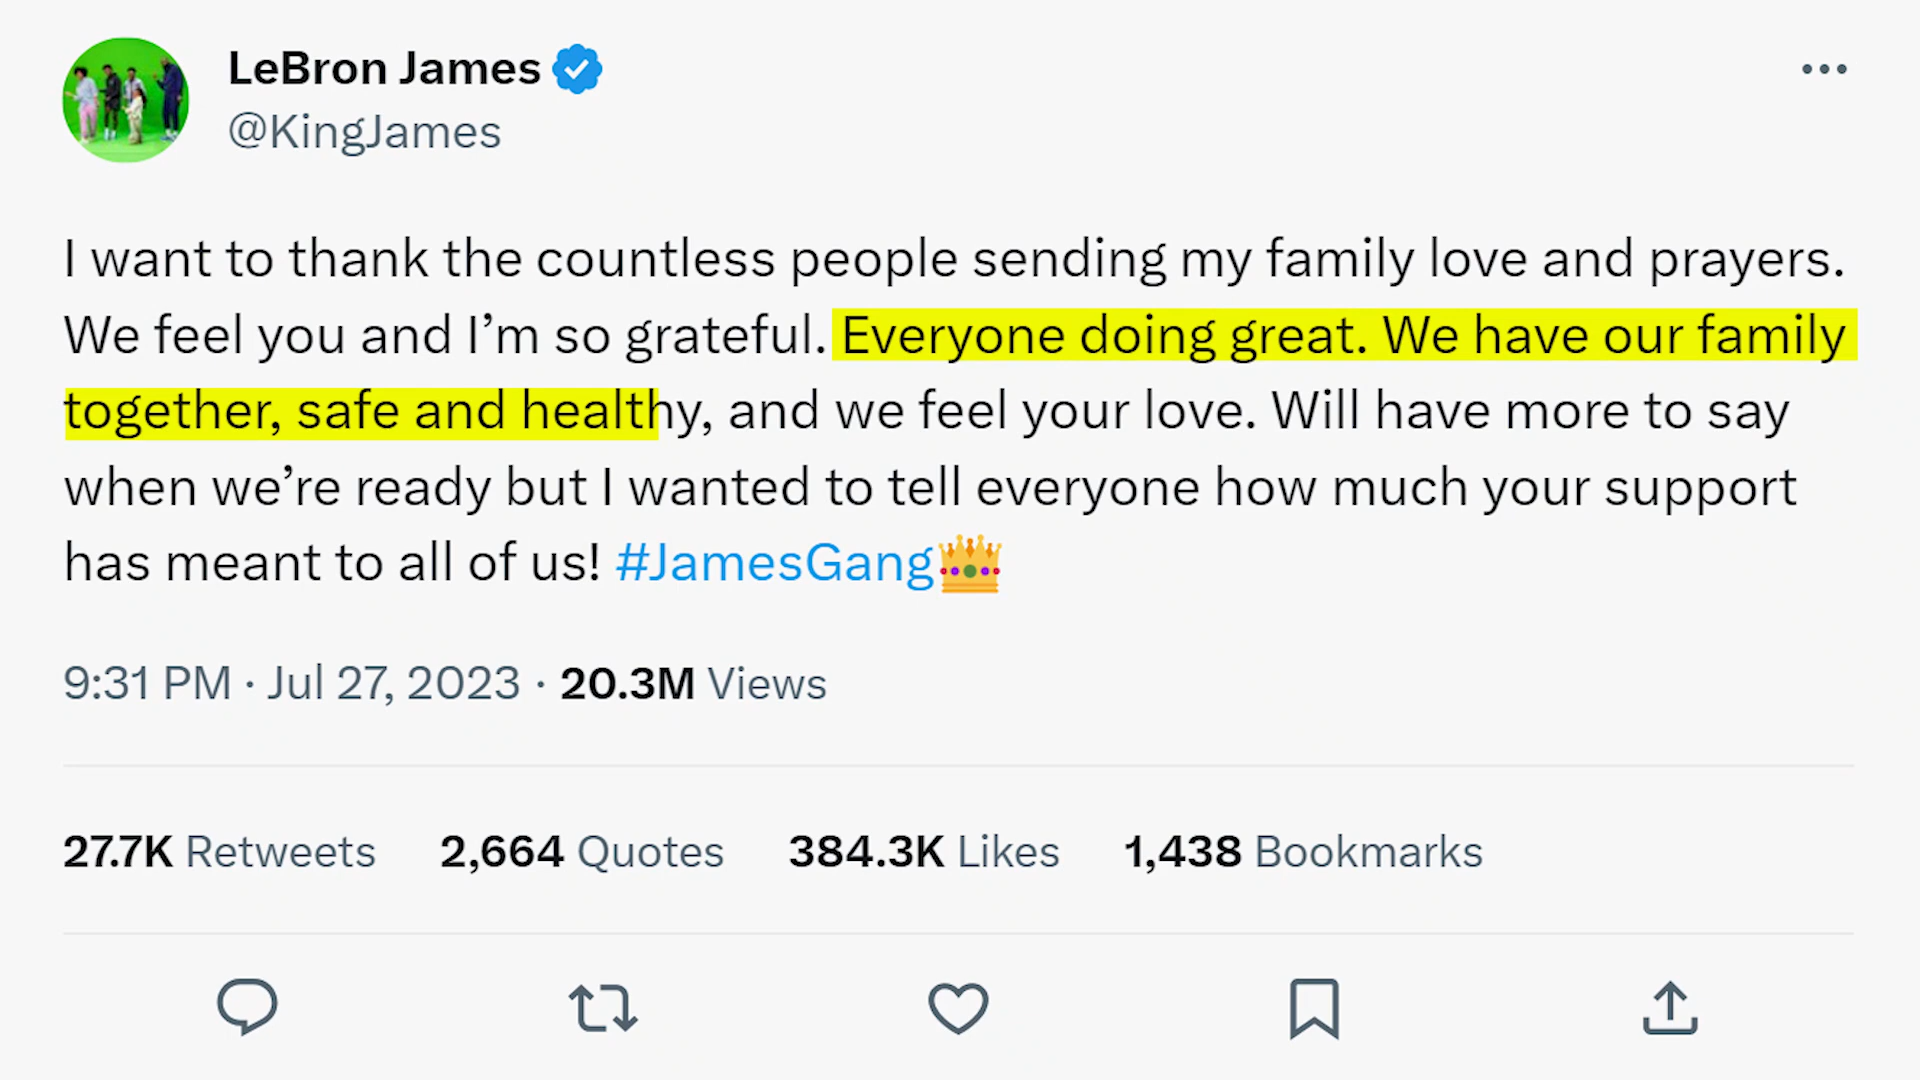 LeBron James
@KingJames
I want to thank the countless people sending my family love and prayers.
We feel you and I’m so grateful. Everyone doing great. We have our family
together, safe and healthy, and we feel your love. Will have more to say
when we’re ready but I wanted to tell everyone how much your support
has meant to all of us! #JamesGang👑
9:31 PM · Jul 27, 2023 · 20.3M Views
27.7K Retweets 2,664 Quotes 384.3K Likes 1,438 Bookmarks